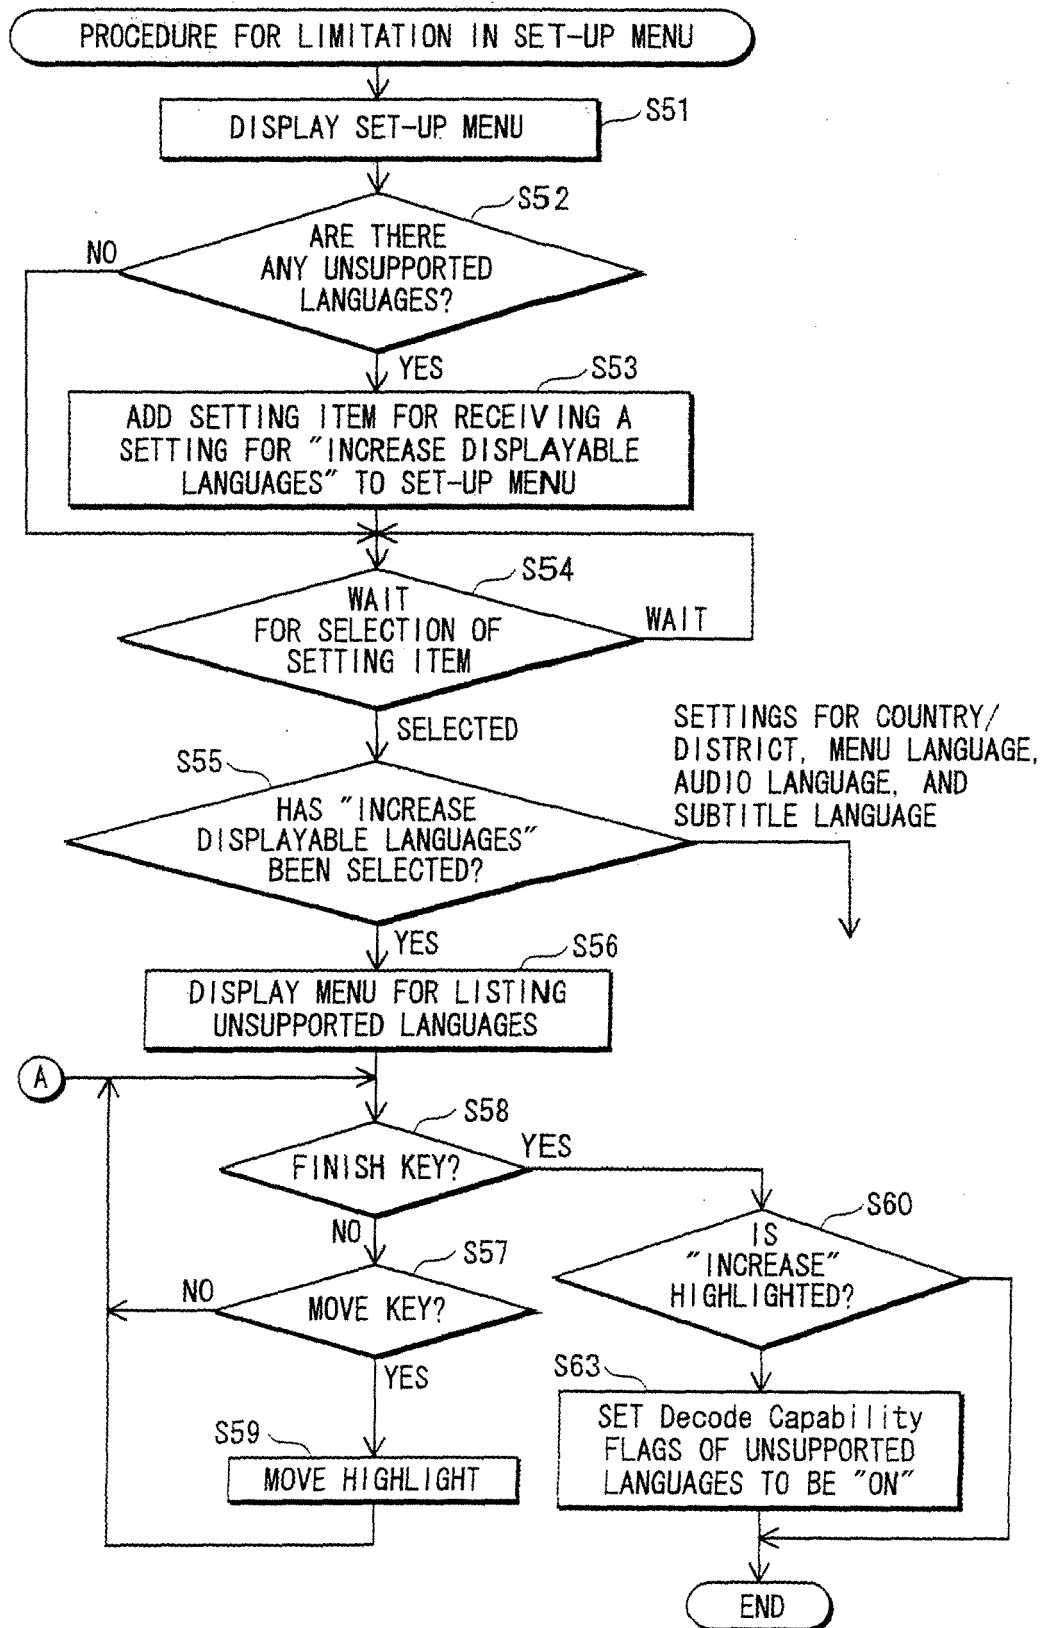 PROCEDURE FOR LIMITATION IN SET-UP MENU
S51
DISPLAY SET-UP MENU
S52
ARE THERE
ANY UNSUPPORTED
LANGUAGES?
NO
YES
S53
ADD SETTING ITEM FOR RECEIVING A
SETTING FOR "INCREASE DISPLAYABLE
LANGUAGES" TO SET-UP MENU
S54
WAIT
FOR SELECTION OF
SETTING ITEM
WAIT
SELECTED
SETTINGS FOR COUNTRY/
DISTRICT, MENU LANGUAGE,
AUDIO LANGUAGE, AND
SUBTITLE LANGUAGE
S55
HAS "INCREASE
DISPLAYABLE LANGUAGES"
BEEN SELECTED?
YES
S56
DISPLAY MENU FOR LISTING
UNSUPPORTED LANGUAGES
A
S58
FINISH KEY?
YES
NO
S60
IS
"INCREASE"
HIGHLIGHTED?
S57
MOVE KEY?
NO
YES
S63
SET Decode Capability
FLAGS OF UNSUPPORTED
LANGUAGES TO BE "ON"
S59
MOVE HIGHLIGHT
END